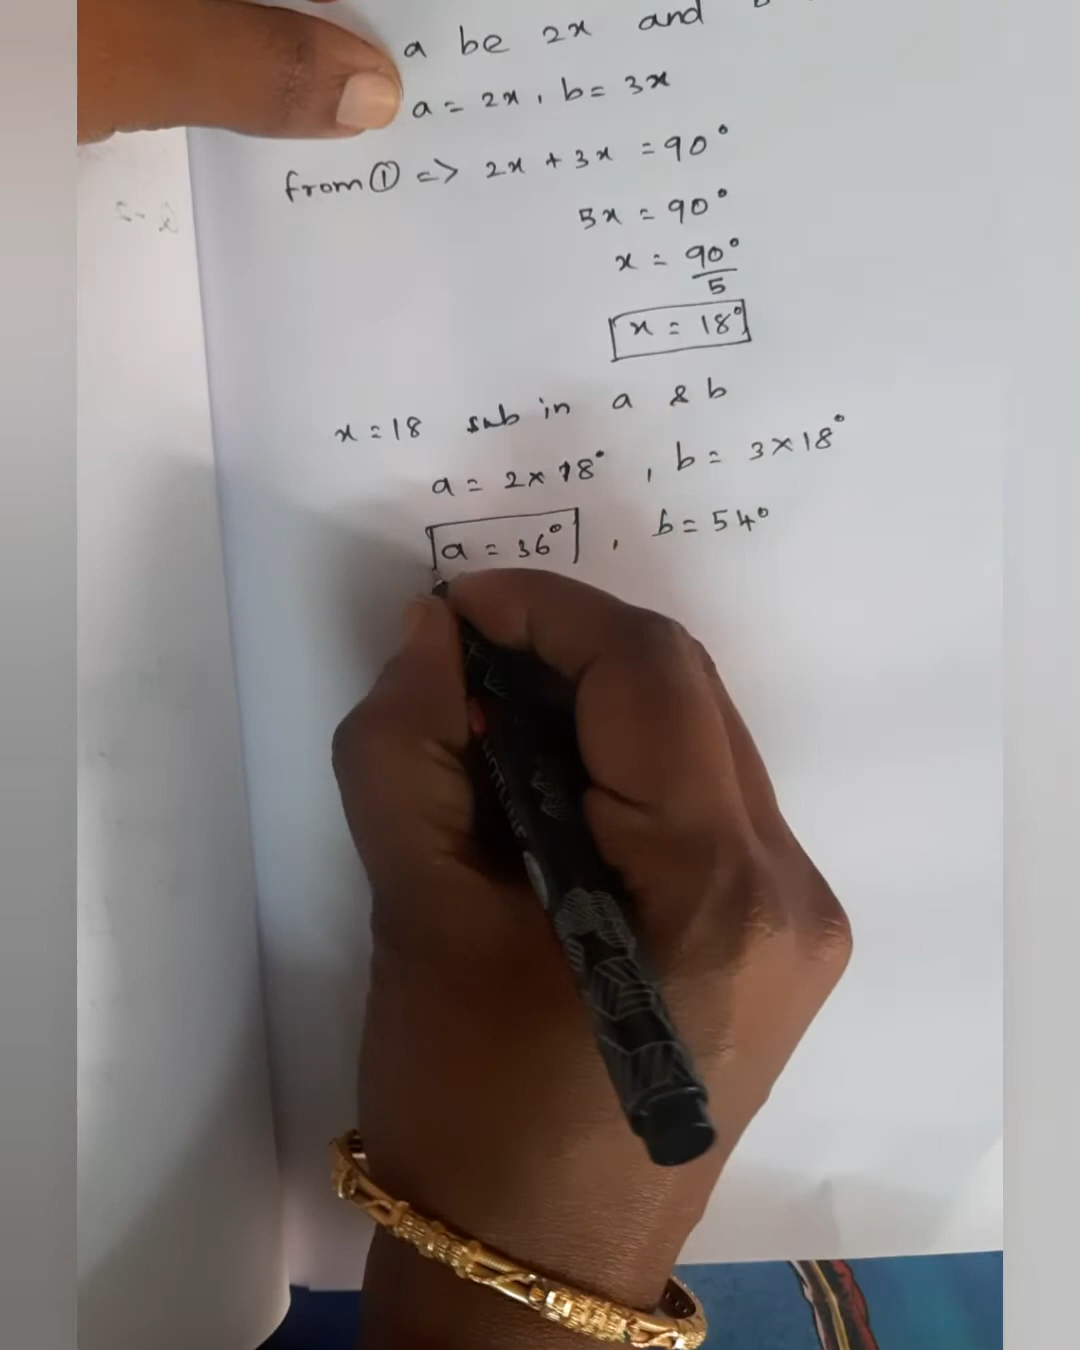 a be 2x and
a = 2x, b = 3x
from ① => 2x + 3x = 90°
5x = 90°
x = 90°/5
x = 18°
x = 18 sub in a & b
a = 2 × 18°, b = 3 × 18°
a = 36°, b = 54°